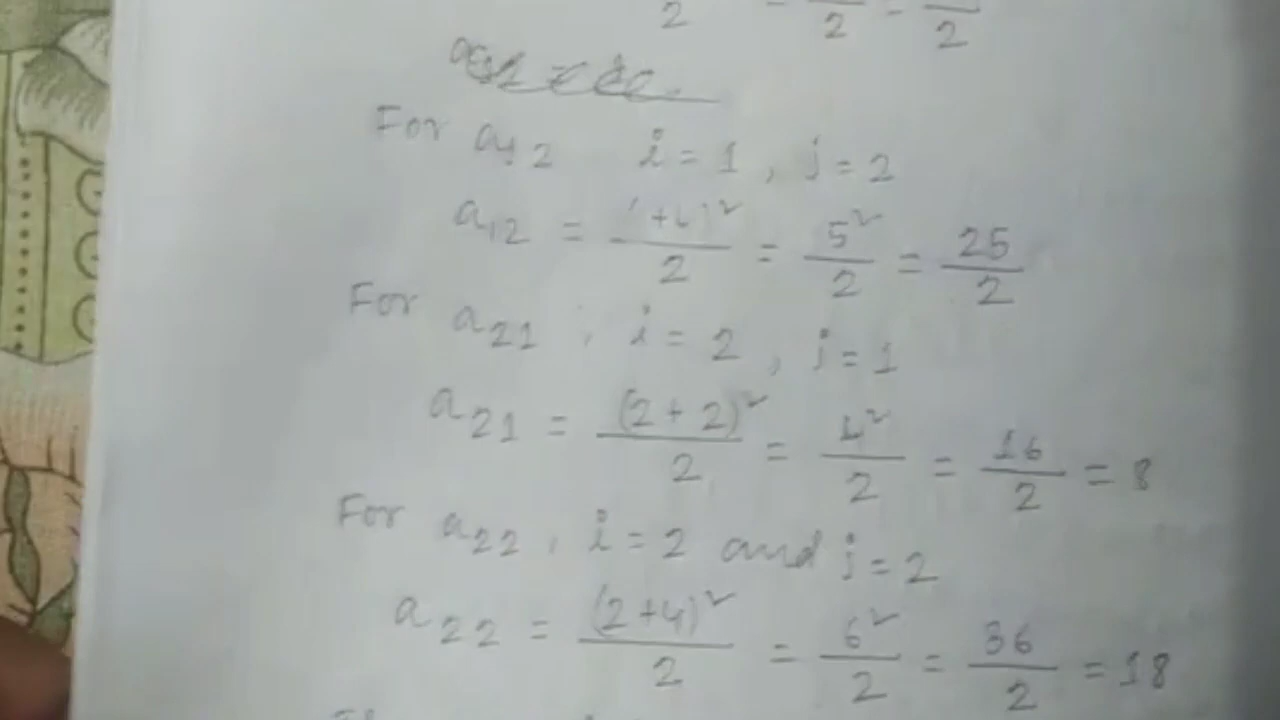 2 = 2 = 2
For a12 i = 1 , j = 2
a12 = +4)² / 2 = 5² / 2 = 25 / 2
For a21 , i = 2 , j = 1
a21 = (2 + 2)² / 2 = 4² / 2 = 16 / 2 = 8
For a22 , i = 2 and j = 2
a22 = (2+4)² / 2 = 6² / 2 = 36 / 2 = 18